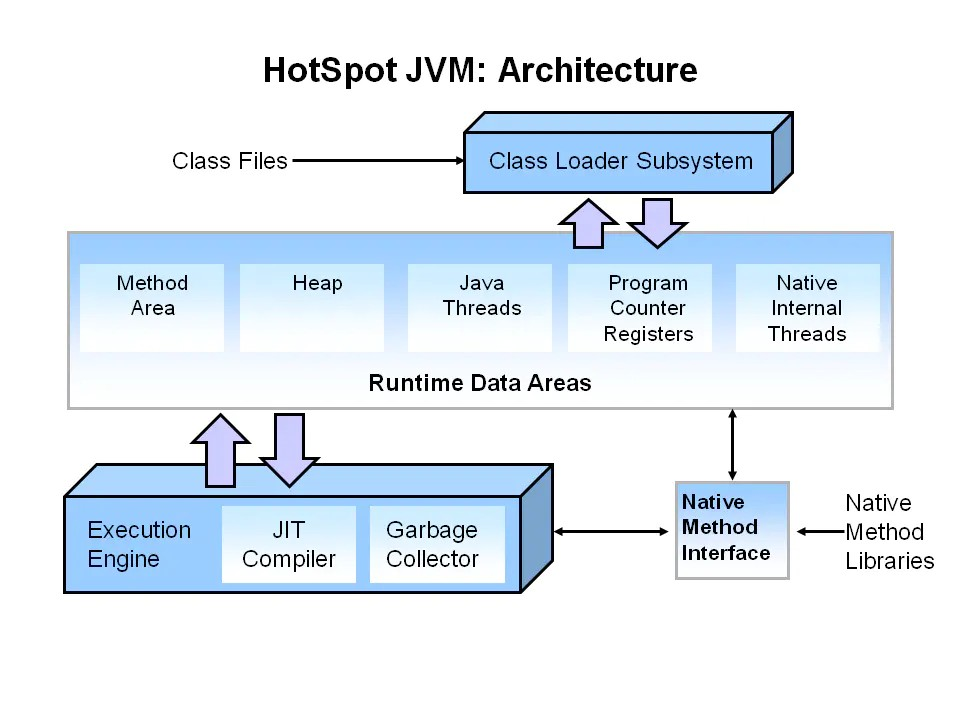 HotSpot JVM: Architecture
Class Files
Class Loader Subsystem
Method
Area
Heap
Java
Threads
Program
Counter
Registers
Native
Internal
Threads
Runtime Data Areas
Execution
Engine
JIT
Compiler
Garbage
Collector
Native
Method
Interface
Native
Method
Libraries